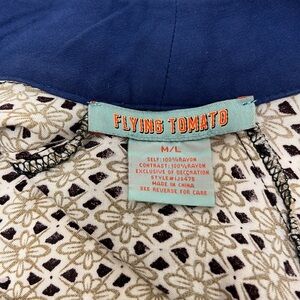 FLYING TOMATO
M/L
SELF: 100%RAYON
CONTRAST: 100%RAYON
EXCLUSIVE OF DECORATION
MADE IN CHINA
SEE REVERSE FOR CARE